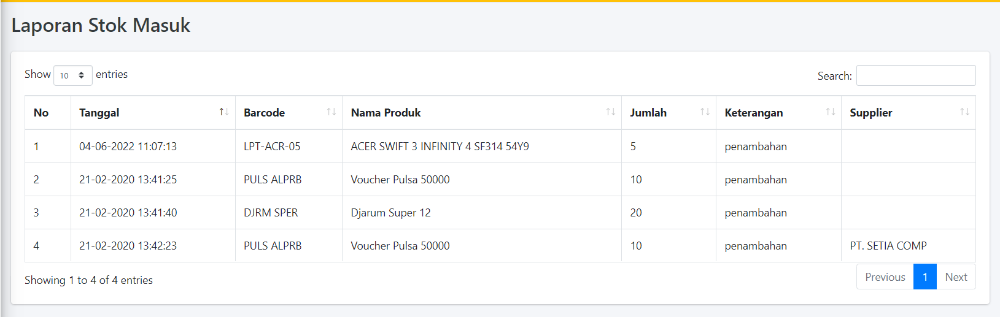 Laporan Stok Masuk
Show 10 entries
Search:
No Tanggal Barcode Nama Produk Jumlah Keterangan Supplier
1 04-06-2022 11:07:13 LPT-ACR-05 ACER SWIFT 3 INFINITY 4 SF314 54Y9 5 penambahan
2 21-02-2020 13:41:25 PULS ALPRB Voucher Pulsa 50000 10 penambahan
3 21-02-2020 13:41:40 DJRM SPER Djarum Super 12 20 penambahan
4 21-02-2020 13:42:23 PULS ALPRB Voucher Pulsa 50000 10 penambahan PT. SETIA COMP
Showing 1 to 4 of 4 entries
Previous 1 Next